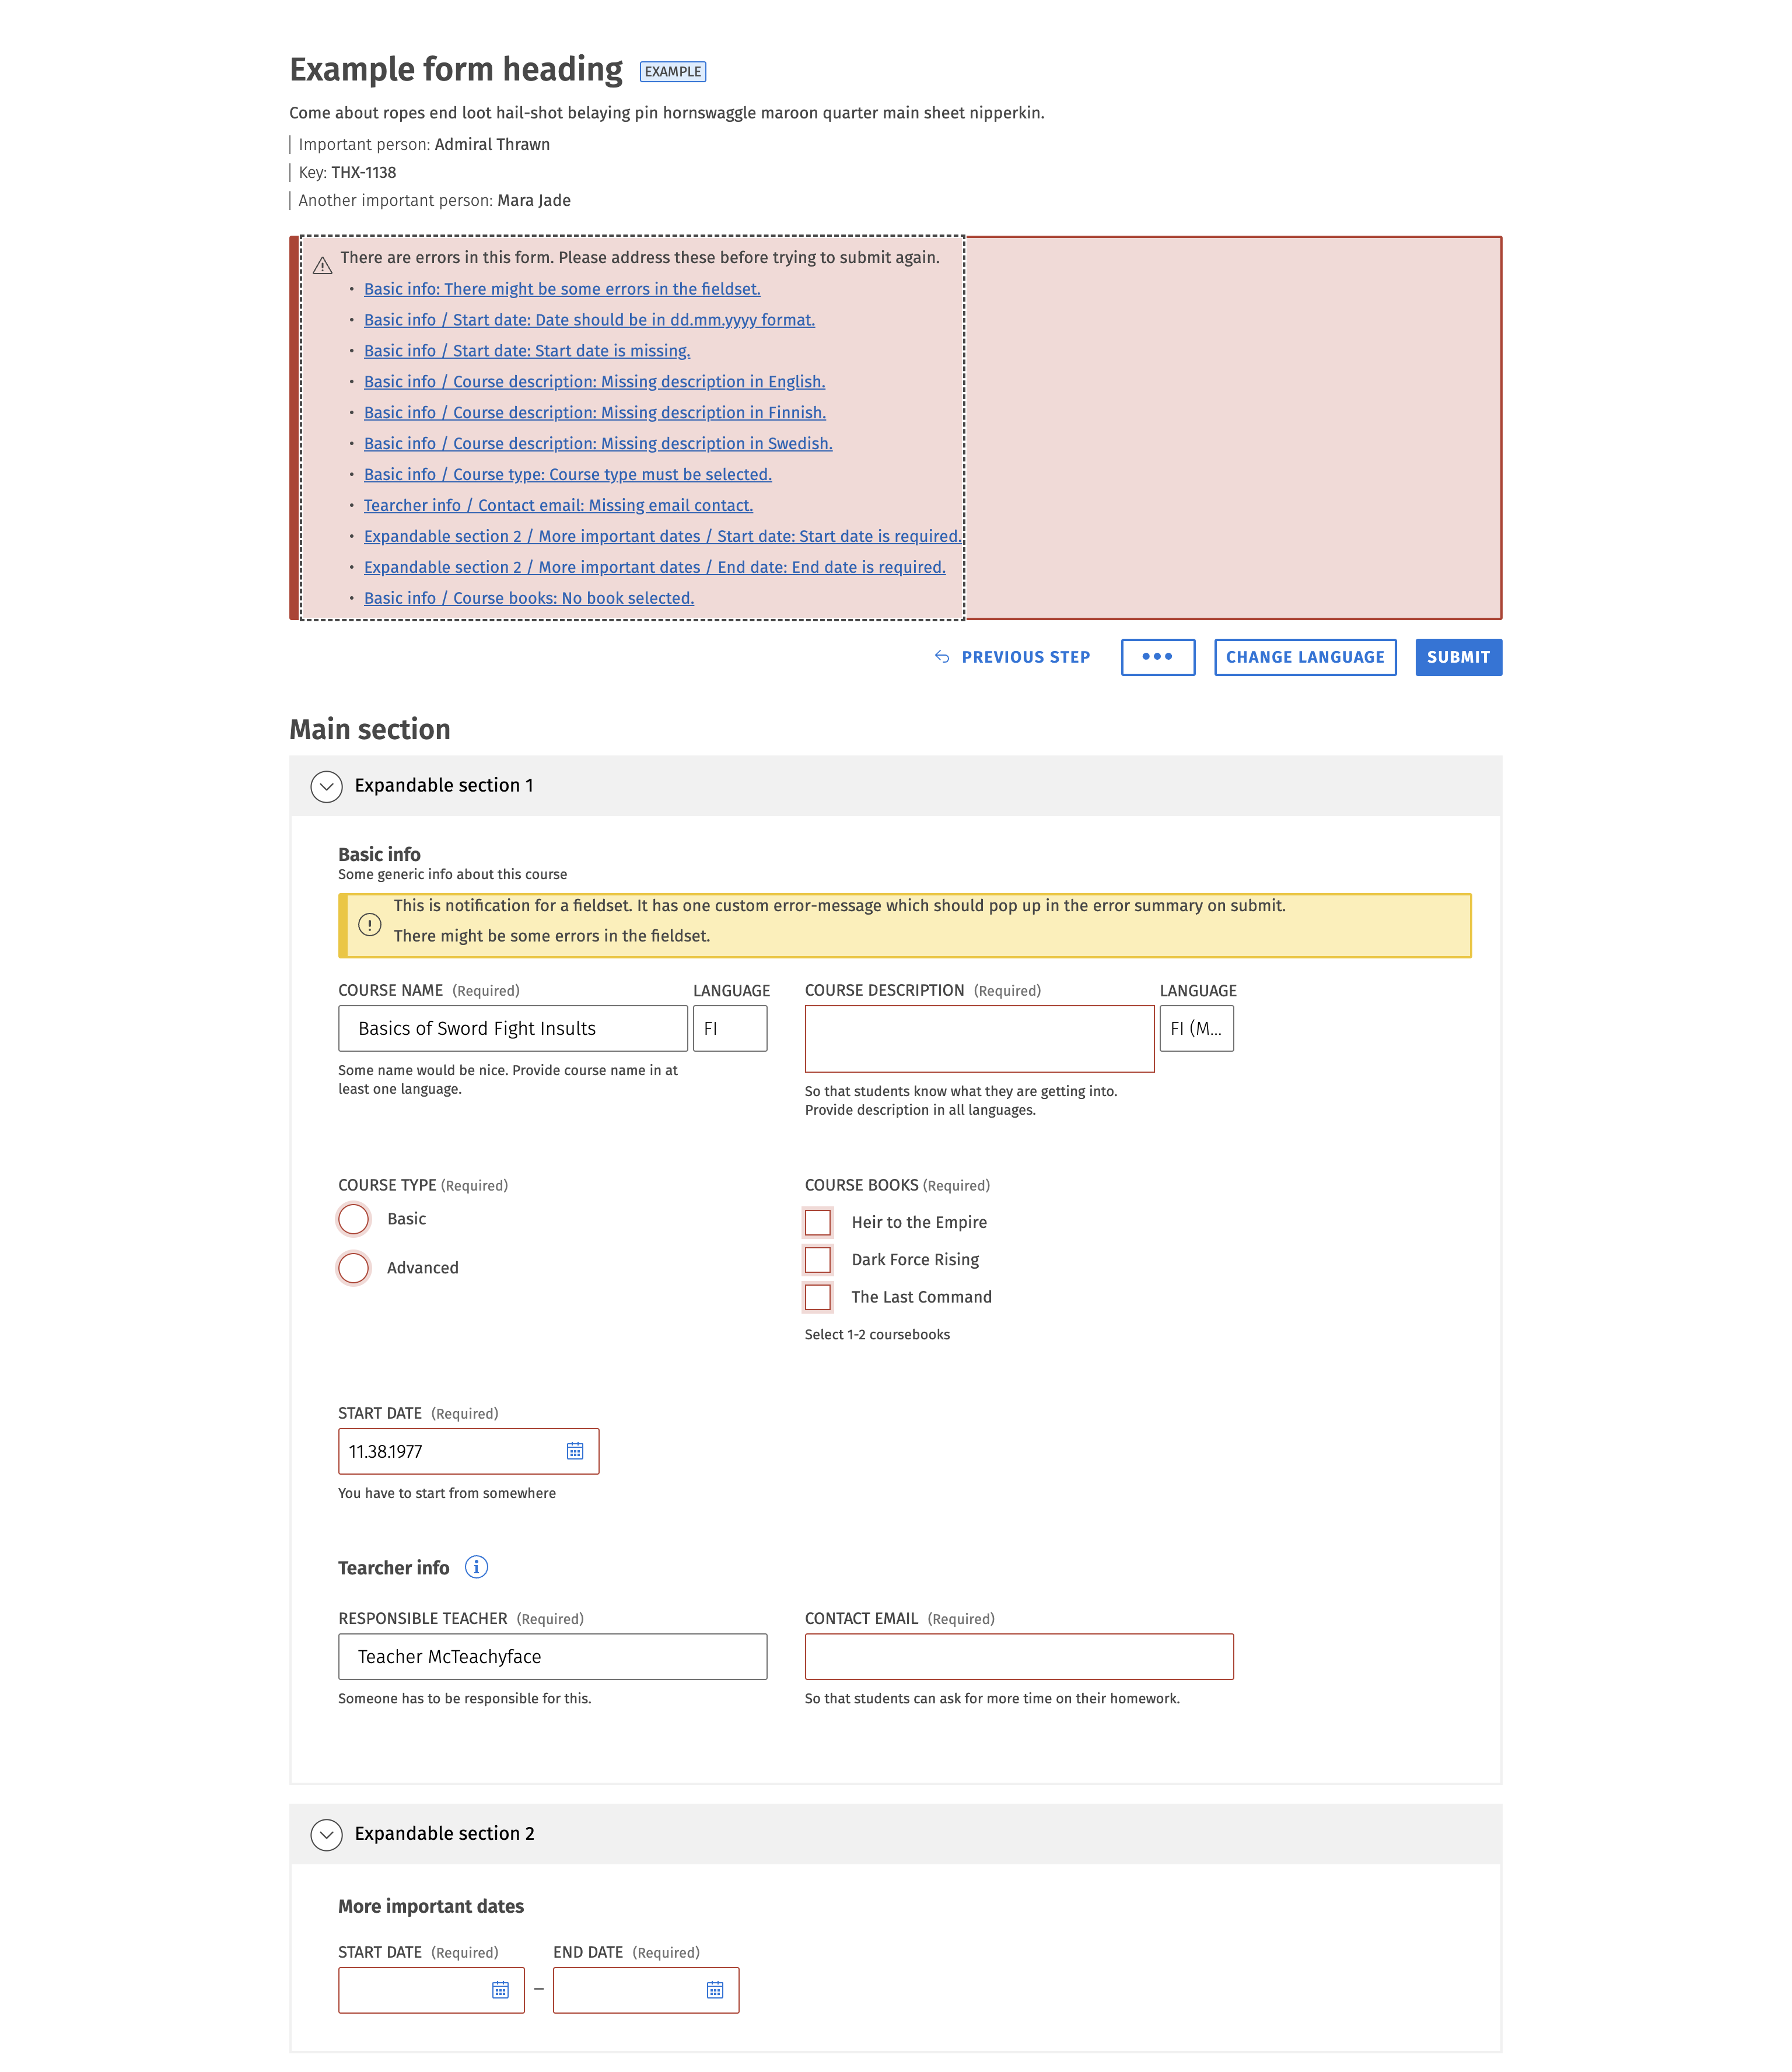 Example form heading EXAMPLE
Come about ropes end loot hail-shot belaying pin hornswaggle maroon quarter main sheet nipperkin.
Important person: Admiral Thrawn
Key: THX-1138
Another important person: Mara Jade
There are errors in this form. Please address these before trying to submit again.
• Basic info: There might be some errors in the fieldset.
• Basic info / Start date: Date should be in dd.mm.yyyy format.
• Basic info / Start date: Start date is missing.
• Basic info / Course description: Missing description in English.
• Basic info / Course description: Missing description in Finnish.
• Basic info / Course description: Missing description in Swedish.
• Basic info / Course type: Course type must be selected.
• Tearcher info / Contact email: Missing email contact.
• Expandable section 2 / More important dates / Start date: Start date is required.
• Expandable section 2 / More important dates / End date: End date is required.
• Basic info / Course books: No book selected.
PREVIOUS STEP ••• CHANGE LANGUAGE SUBMIT
Main section
Expandable section 1
Basic info
Some generic info about this course
This is notification for a fieldset. It has one custom error-message which should pop up in the error summary on submit.
There might be some errors in the fieldset.
COURSE NAME (Required) LANGUAGE COURSE DESCRIPTION (Required) LANGUAGE
Basics of Sword Fight Insults FI FI (M...
Some name would be nice. Provide course name in at
least one language.
So that students know what they are getting into.
Provide description in all languages.
COURSE TYPE (Required)
Basic
Advanced
COURSE BOOKS (Required)
Heir to the Empire
Dark Force Rising
The Last Command
Select 1-2 coursebooks
START DATE (Required)
11.38.1977
You have to start from somewhere
Tearcher info
RESPONSIBLE TEACHER (Required) CONTACT EMAIL (Required)
Teacher McTeachyface
Someone has to be responsible for this. So that students can ask for more time on their homework.
Expandable section 2
More important dates
START DATE (Required) END DATE (Required)
–